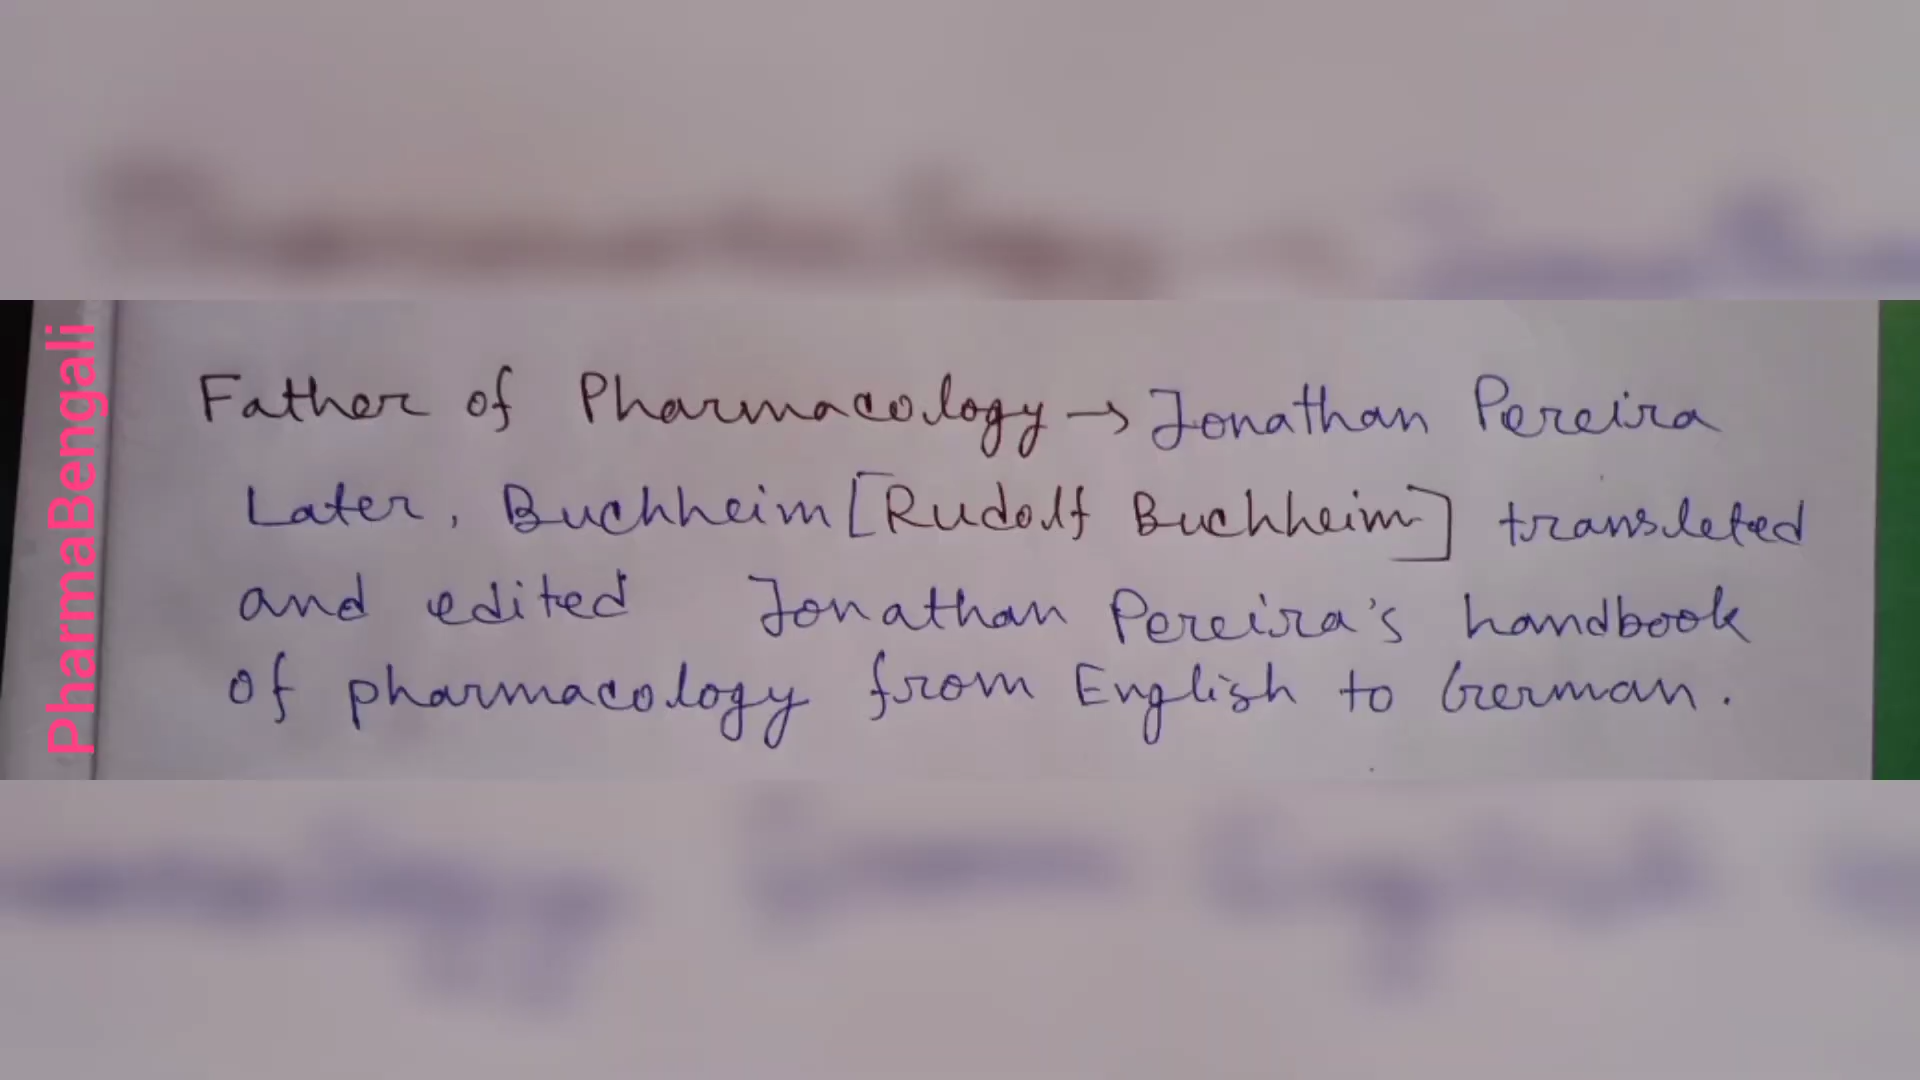 PharmaBengali
Father of Pharmacology → Jonathan Pereira
Later, Buchheim [Rudolf Buchheim] transleted
and edited Jonathan Pereira's handbook
of pharmacology from English to German.